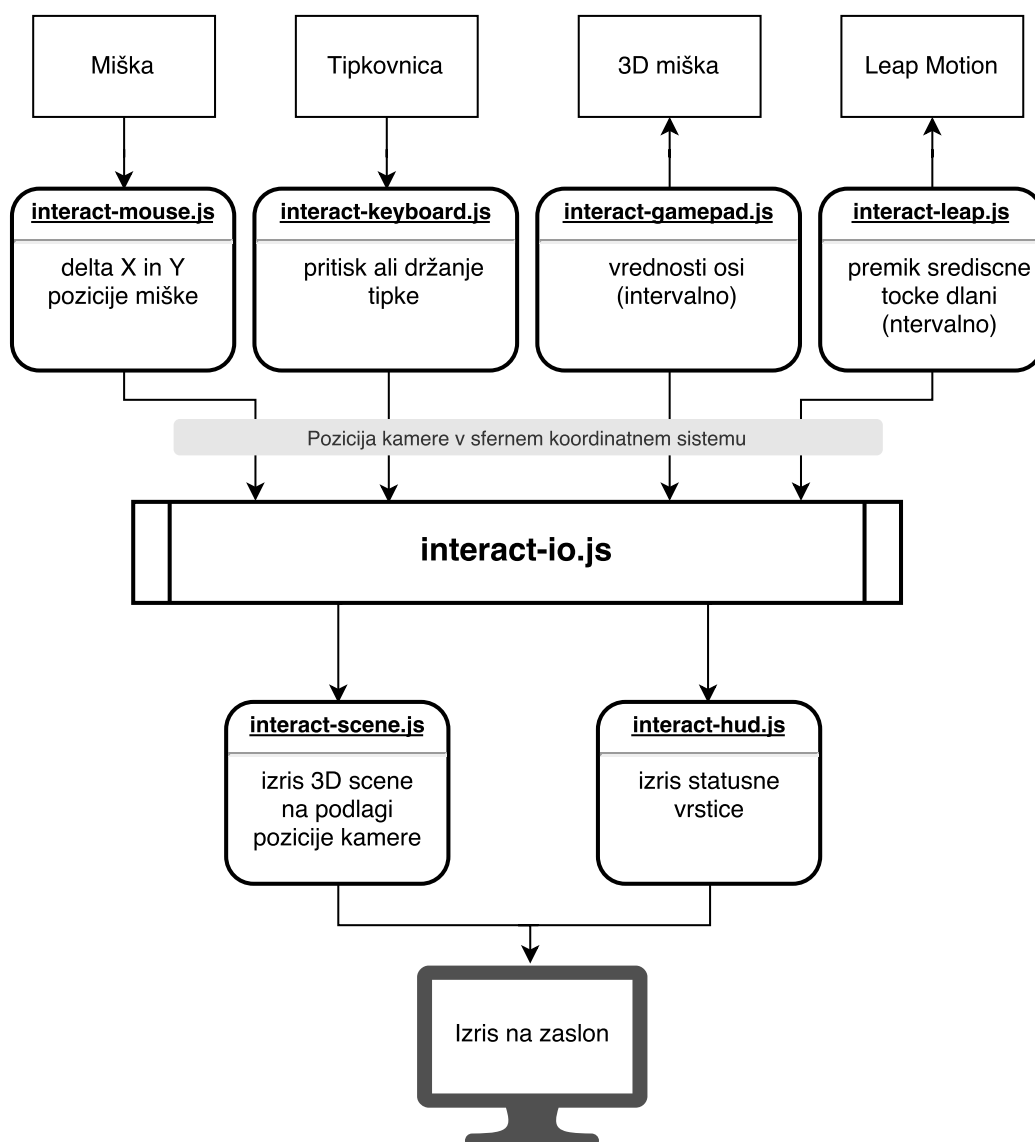 Miška
Tipkovnica
3D miška
Leap Motion
interact-mouse.js
delta X in Y
pozicije miške
interact-keyboard.js
pritisk ali držanje
tipke
interact-gamepad.js
vrednosti osi
(intervalno)
interact-leap.js
premik srediscne
tocke dlani
(ntervalno)
Pozicija kamere v sfernem koordinatnem sistemu
interact-io.js
interact-scene.js
izris 3D scene
na podlagi
pozicije kamere
interact-hud.js
izris statusne
vrstice
Izris na zaslon